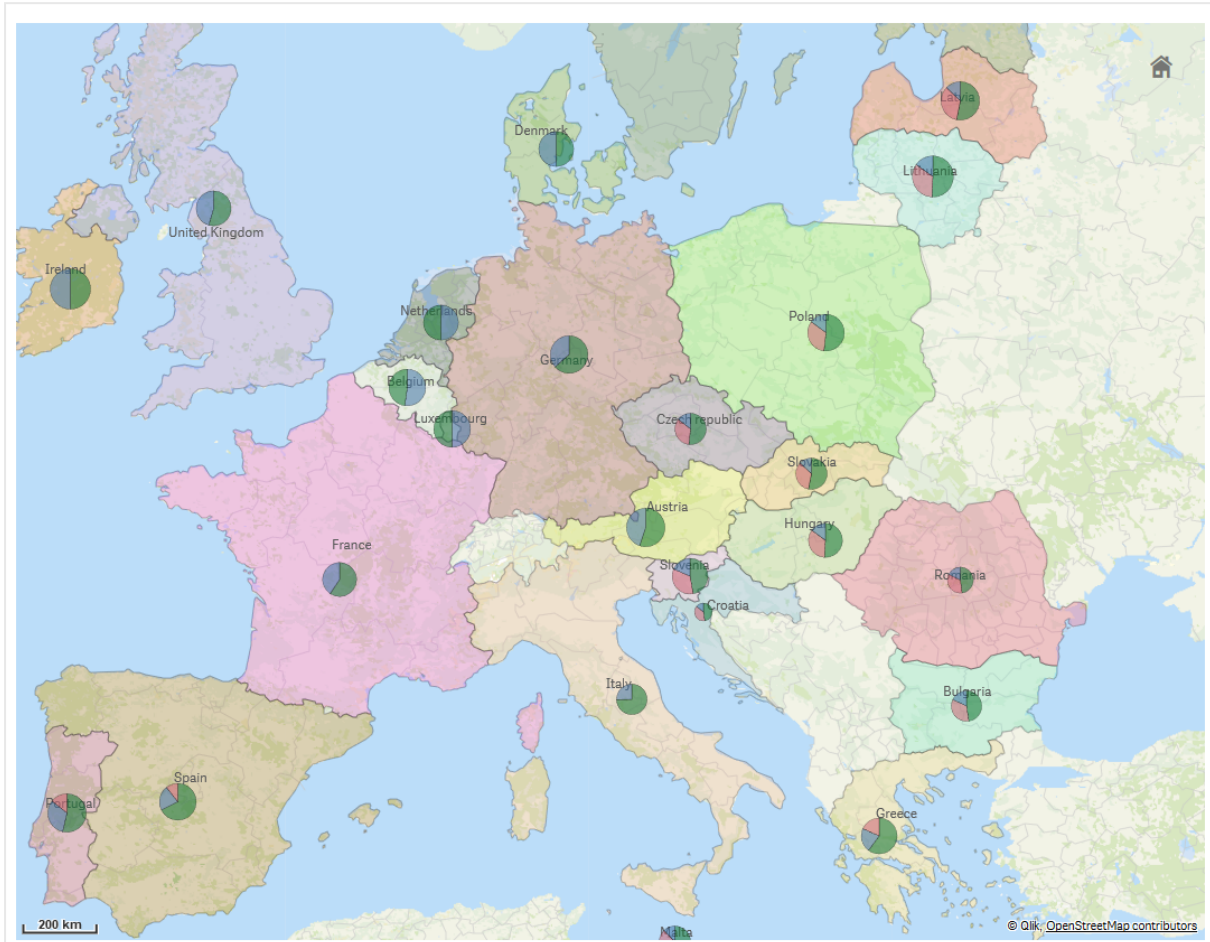 Latvia
Denmark
Lithuania
United Kingdom
Ireland
Netherlands
Poland
Germany
Belgium
Luxembourg
Czech republic
Slovakia
Austria
Hungary
France
Slovenia
Romania
Croatia
Italy
Bulgaria
Spain
Portugal
Greece
200 km
Malta
© Qlik, OpenStreetMap contributors